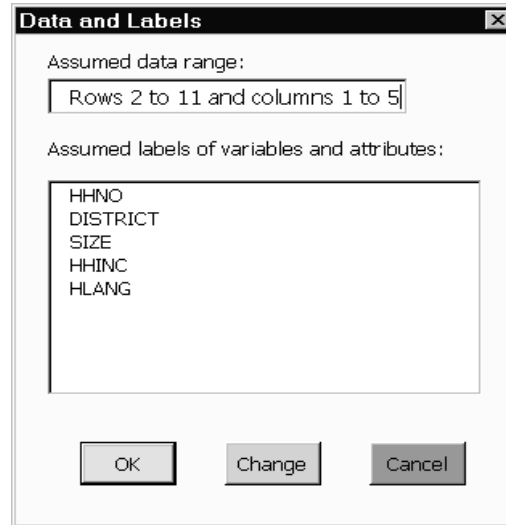 Data and Labels
Assumed data range:
Rows 2 to 11 and columns 1 to 5
Assumed labels of variables and attributes:
HHNO
DISTRICT
SIZE
HHINC
HLANG
OK Change Cancel